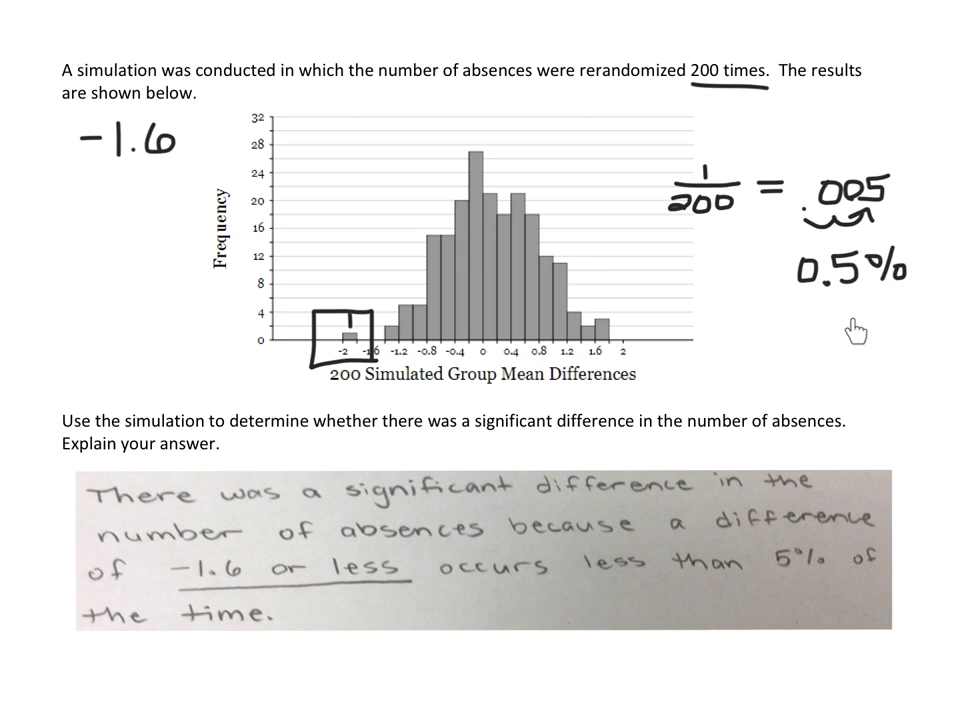 A simulation was conducted in which the number of absences were rerandomized 200 times. The results
are shown below.
-1.6
32
28
24
20
16
12
8
4
0
Frequency
1
-2 -1.6 -1.2 -0.8 -0.4 0 0.4 0.8 1.2 1.6 2
200 Simulated Group Mean Differences
1/200 = .005
0.5%
Use the simulation to determine whether there was a significant difference in the number of absences.
Explain your answer.
There was a significant difference in the
number of absences because a difference
of -1.6 or less occurs less than 5% of
the time.